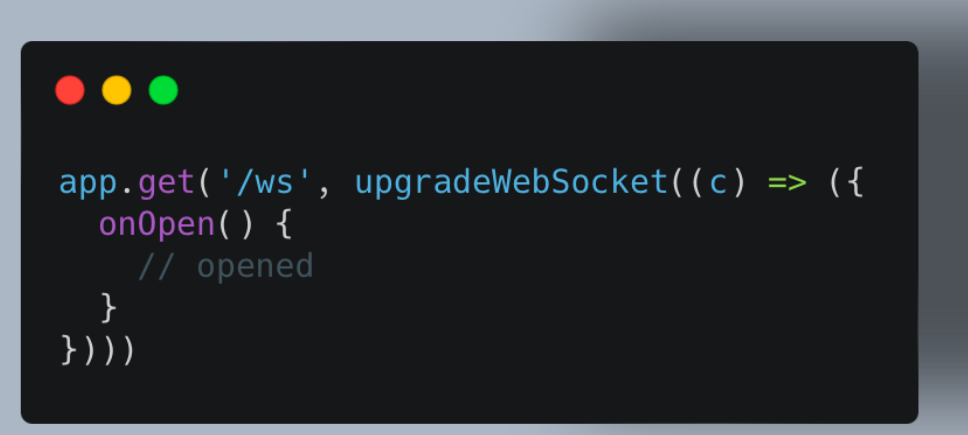 app.get('/ws', upgradeWebSocket((c) => ({
  onOpen() {
    // opened
  }
})))